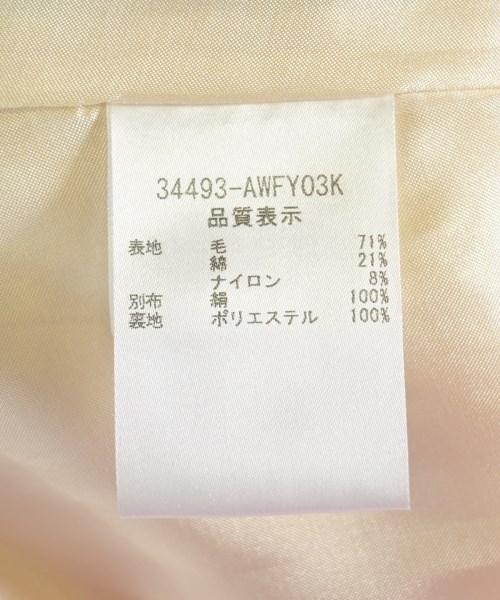 34493-AWFY03K
品質表示
表地 毛 71%
綿 21%
ナイロン 8%
別布 絹 100%
裏地 ポリエステル 100%